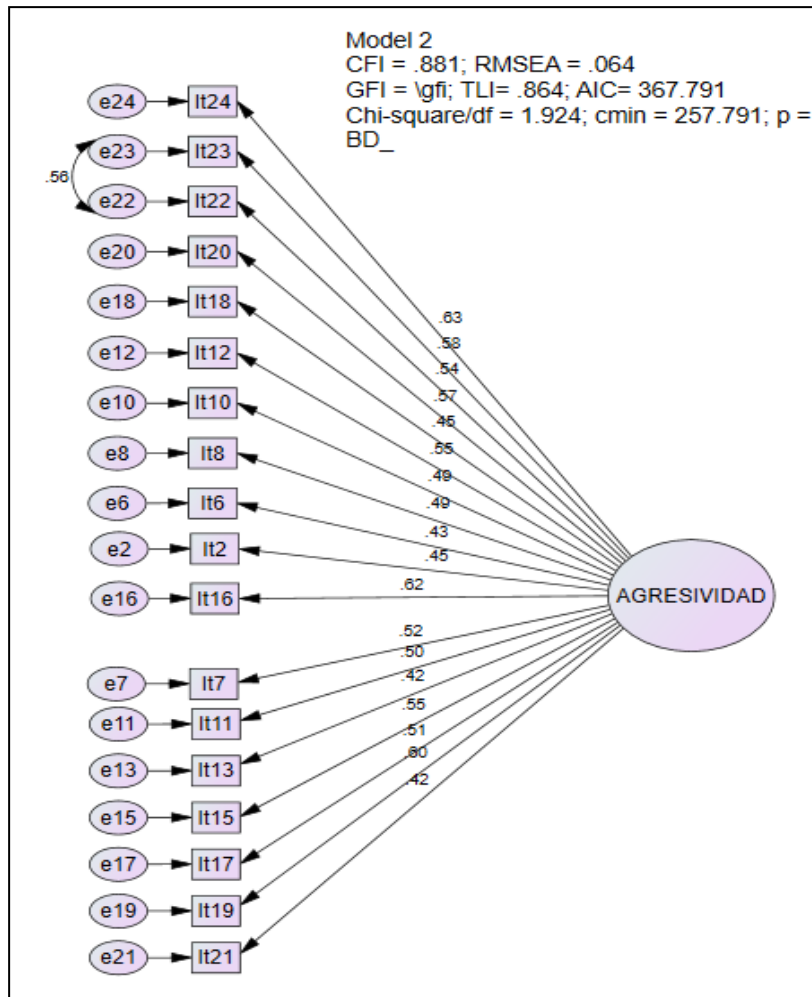 Model 2
CFI = .881; RMSEA = .064
GFI = \gfi; TLI= .864; AIC= 367.791
Chi-square/df = 1.924; cmin = 257.791; p =
BD_
e24 It24
e23 It23
.56
e22 It22
e20 It20
e18 It18
e12 It12
e10 It10
e8 It8
e6 It6
e2 It2
e16 It16
e7 It7
e11 It11
e13 It13
e15 It15
e17 It17
e19 It19
e21 It21
.63
.58
.54
.57
.45
.55
.49
.49
.43
.45
.62
.52
.50
.42
.55
.51
.60
.42
AGRESIVIDAD